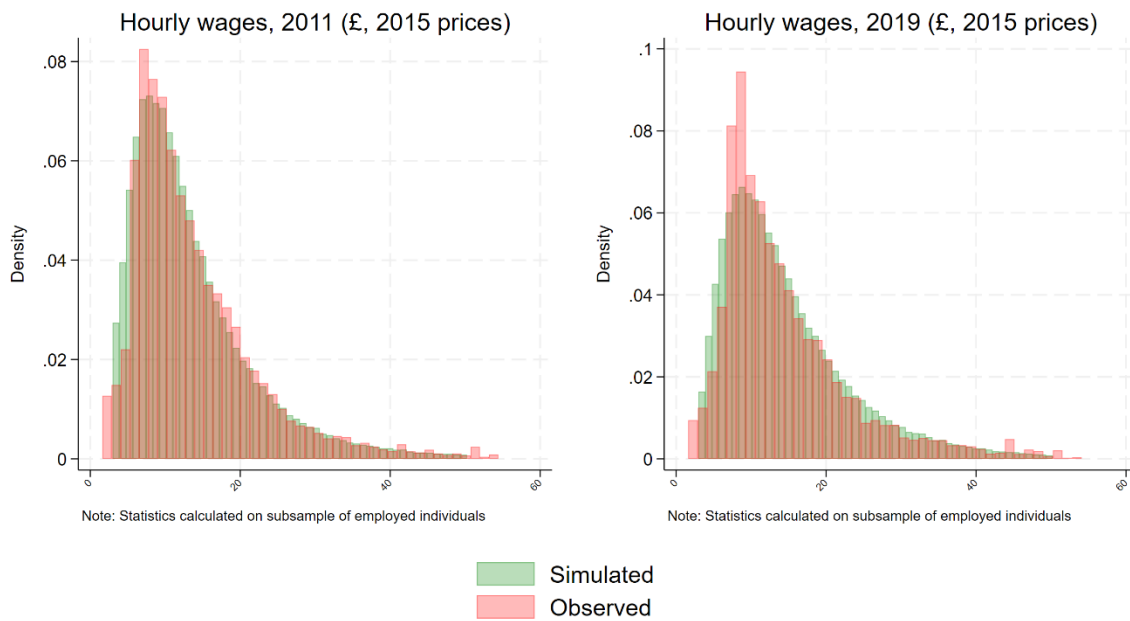 Hourly wages, 2011 (£, 2015 prices)
.08
.06
.04
.02
0
Density
0
20
40
60
Note: Statistics calculated on subsample of employed individuals
Hourly wages, 2019 (£, 2015 prices)
.1
.08
.06
.04
.02
0
Density
0
20
40
60
Note: Statistics calculated on subsample of employed individuals
Simulated
Observed